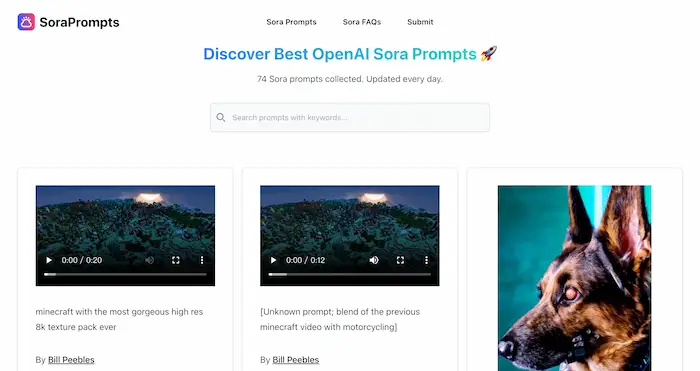 SoraPrompts
Sora Prompts Sora FAQs Submit
Discover Best OpenAI Sora Prompts 🚀
74 Sora prompts collected. Updated every day.
Search prompts with keywords...
0:00 / 0:20
0:00 / 0:12
minecraft with the most gorgeous high res
8k texture pack ever
[Unknown prompt; blend of the previous
minecraft video with motorcycling]
By Bill Peebles
By Bill Peebles